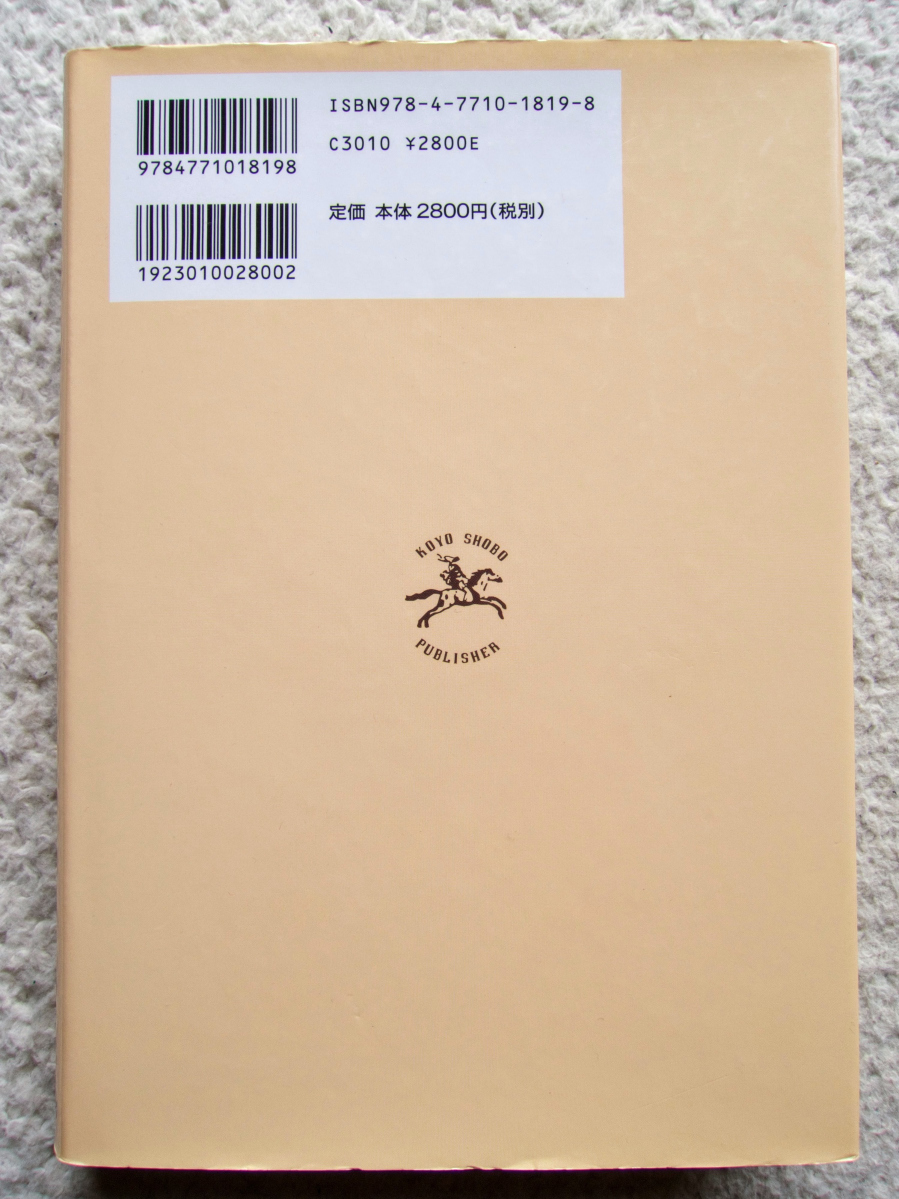 ISBN978-4-7710-1819-8
C3010 ¥2800E
9784771018198
定価 本体2800円(税別)
1923010028002
KOYO SHOBO
PUBLISHER